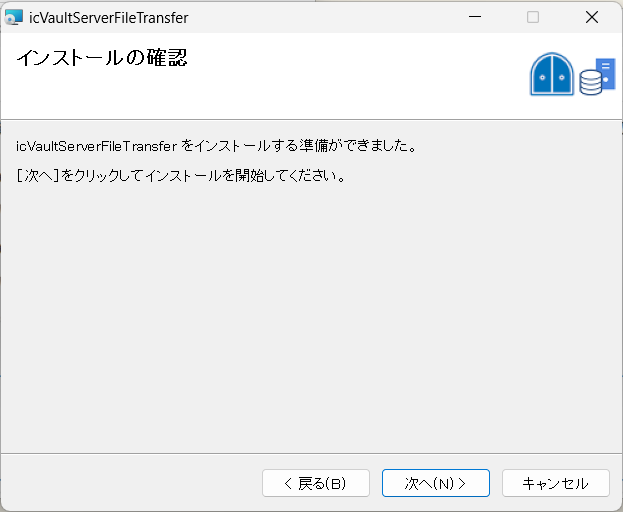 icVaultServerFileTransfer
インストールの確認
icVaultServerFileTransfer をインストールする準備ができました。
[次へ]をクリックしてインストールを開始してください。
< 戻る(B)
次へ(N) >
キャンセル